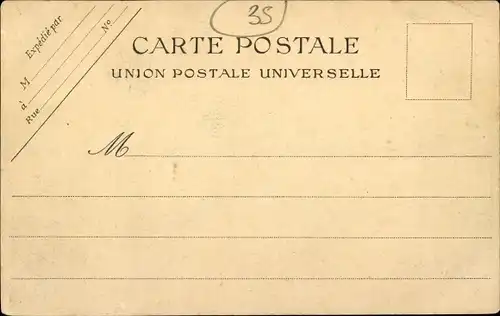 35
CARTE POSTALE
UNION POSTALE UNIVERSELLE
Expédié par
M
à
Rue Nº
M